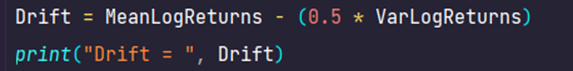 Drift = MeanLogReturns - (0.5 * VarLogReturns)
print("Drift = ", Drift)